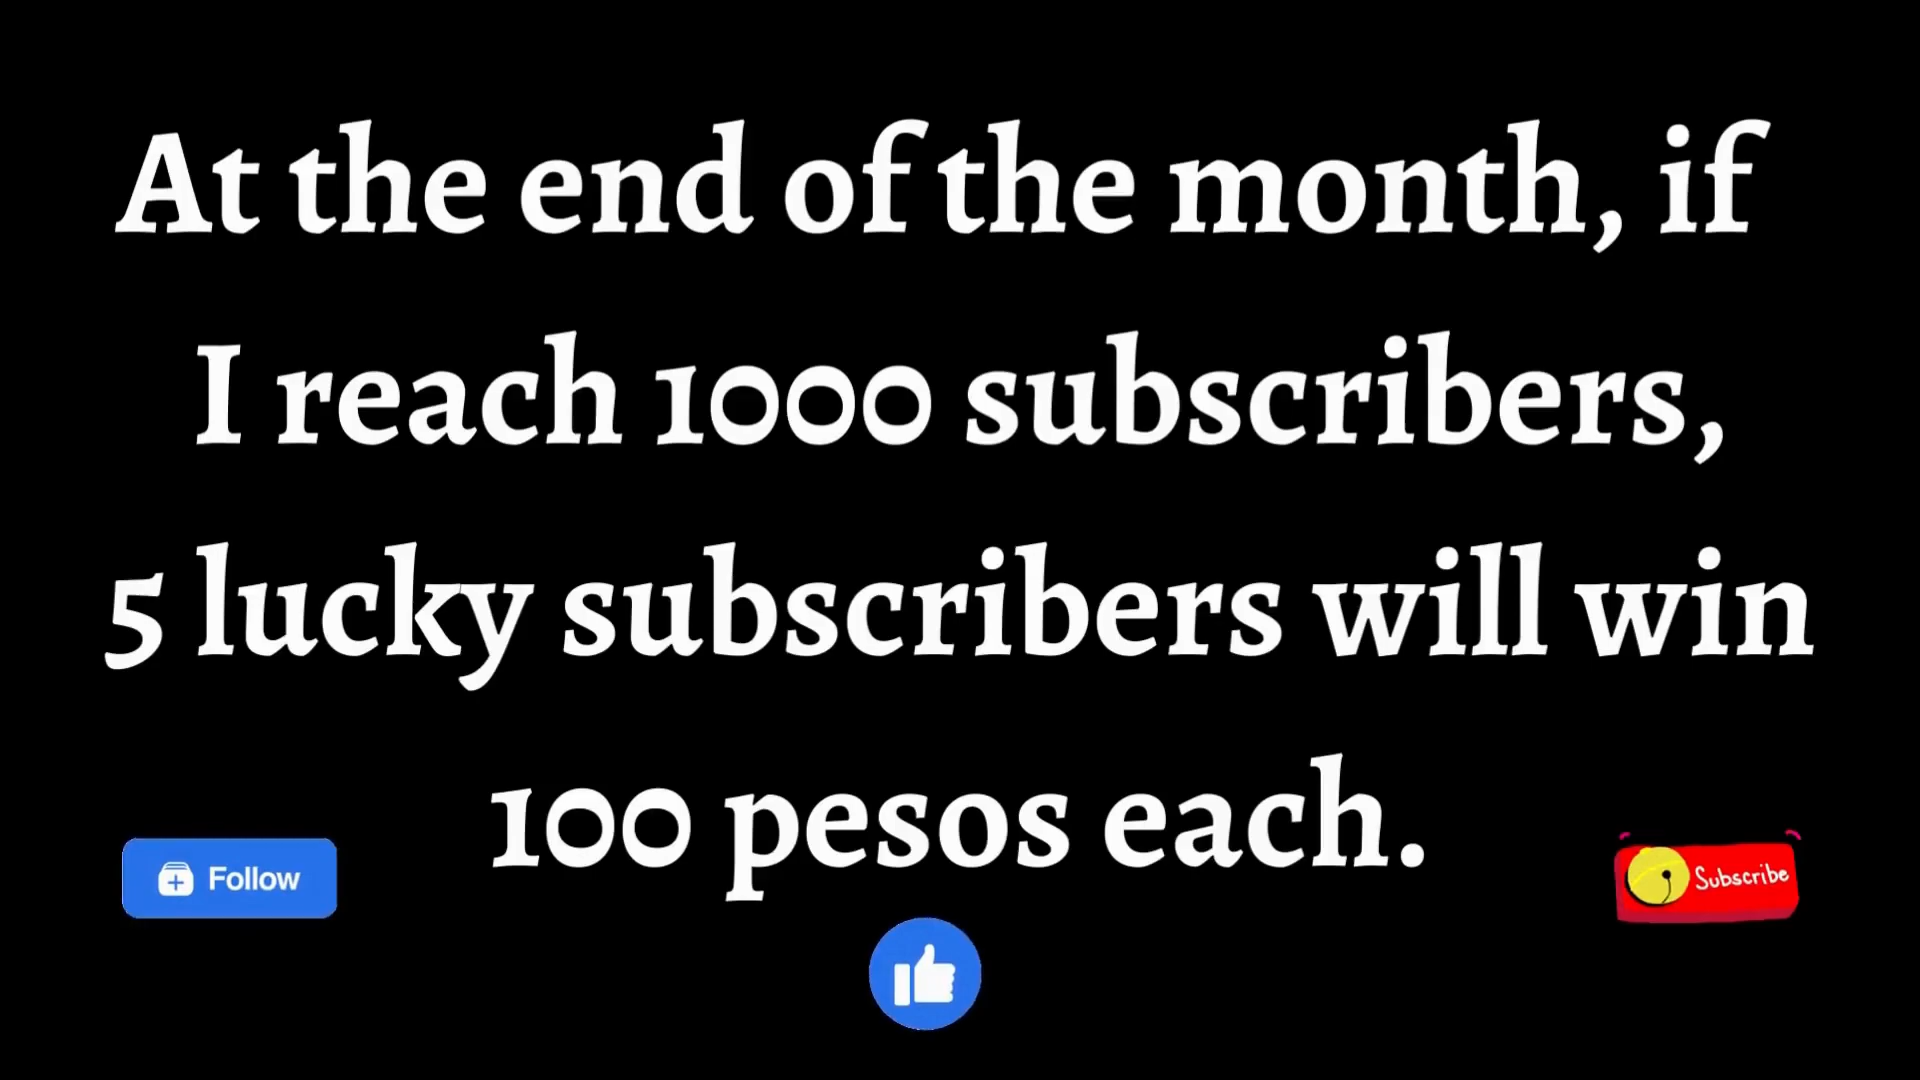 At the end of the month, if
I reach 1000 subscribers,
5 lucky subscribers will win
100 pesos each.
Follow
Subscribe